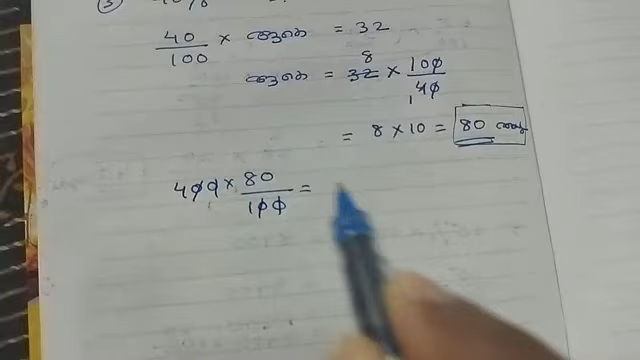 40/100 × തുക = 32
തുക = 32 8 × 100/40 1
= 8 × 10 = 80
400 × 80/100 =